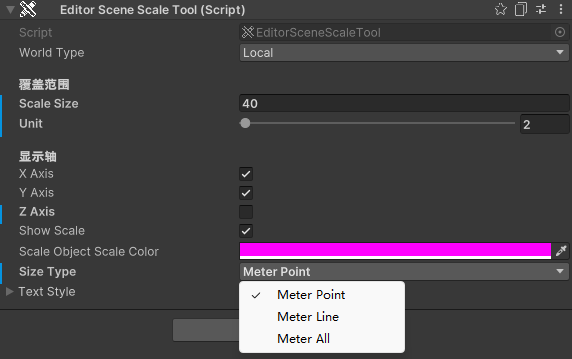 Editor Scene Scale Tool (Script)
Script EditorSceneScaleTool
World Type Local
覆盖范围
Scale Size 40
Unit 2
显示轴
X Axis
Y Axis
Z Axis
Show Scale
Scale Object Scale Color
Size Type Meter Point
Text Style
Meter Point
Meter Line
Meter All